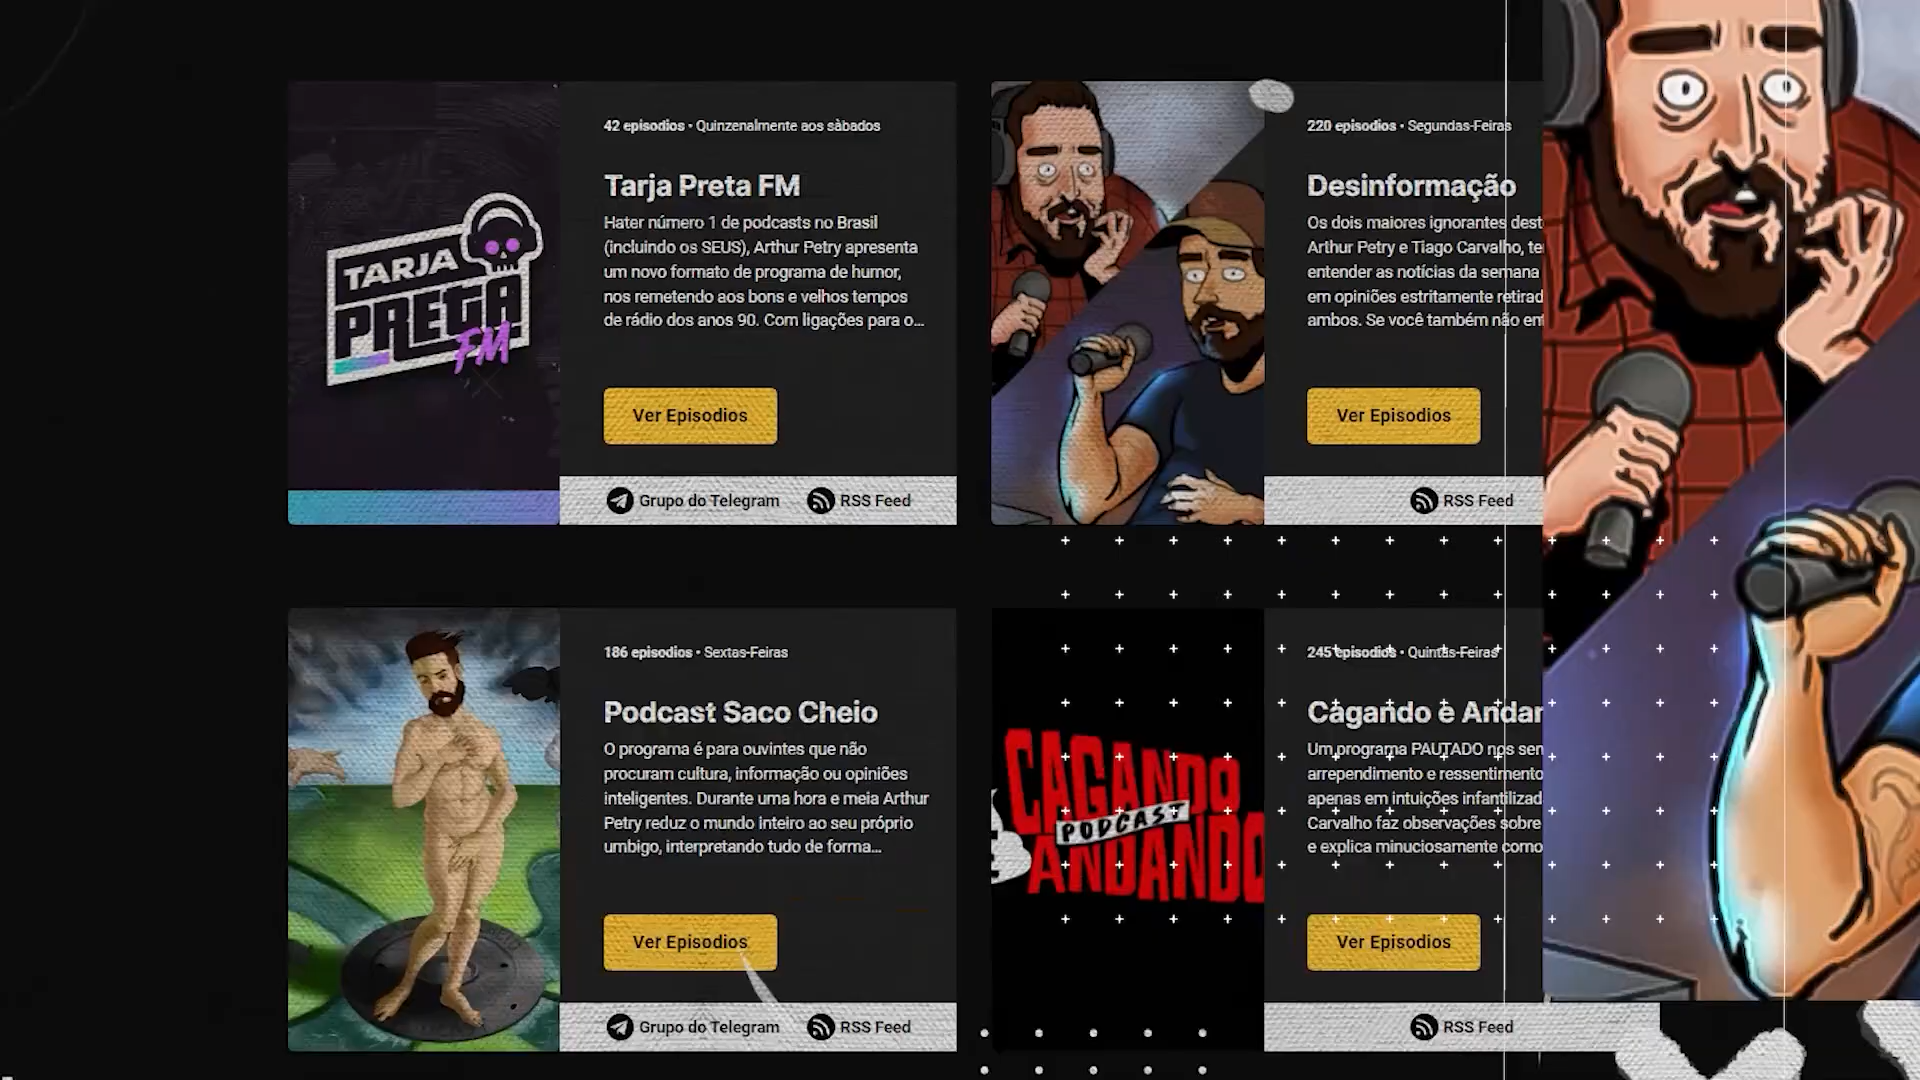 42 episodios • Quinzenalmente aos sàbados
Tarja Preta FM
Hater número 1 de podcasts no Brasil
(incluindo os SEUS), Arthur Petry apresenta
um novo formato de programa de humor,
nos remetendo aos bons e velhos tempos
de rádio dos anos 90. Com ligações para o...
Ver Episodios
Grupo do Telegram
RSS Feed
TARJA
PRETA
FM
220 episodios • Segundas-Feiras
Desinformação
Os dois maiores ignorantes dest
Arthur Petry e Tiago Carvalho, te
entender as notícias da semana
em opiniões estritamente retirad
ambos. Se você também não en
Ver Episodios
RSS Feed
186 episodios • Sextas-Feiras
Podcast Saco Cheio
O programa é para ouvintes que não
procuram cultura, informação ou opiniões
inteligentes. Durante uma hora e meia Arthur
Petry reduz o mundo inteiro ao seu próprio
umbigo, interpretando tudo de forma...
Ver Episodios
Grupo do Telegram
RSS Feed
CAGANDO
PODCAST
ANDANDO
245 episodios • Quintas-Feiras
Cagando e Andan
Um programa PAUTADO nos sen
arrependimento e ressentimento
apenas em intuições infantilizad
Carvalho faz observações sobre
e explica minuciosamente como
Ver Episodios
RSS Feed